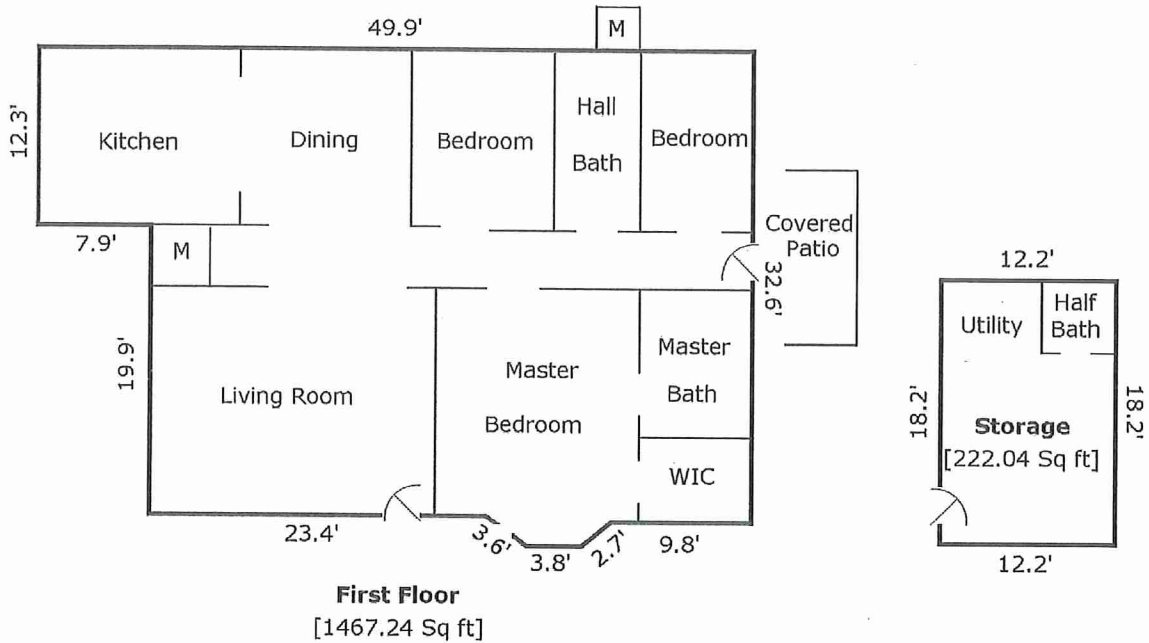 49.9'
M
12.3'
Kitchen
Dining
Bedroom
Hall
Bath
Bedroom
7.9'
M
Covered
Patio
32.6'
19.9'
Living Room
Master
Bedroom
Master
Bath
WIC
23.4'
3.6'
3.8'
2.7'
9.8'
First Floor
[1467.24 Sq ft]
12.2'
Utility
Half
Bath
18.2'
18.2'
Storage
[222.04 Sq ft]
12.2'